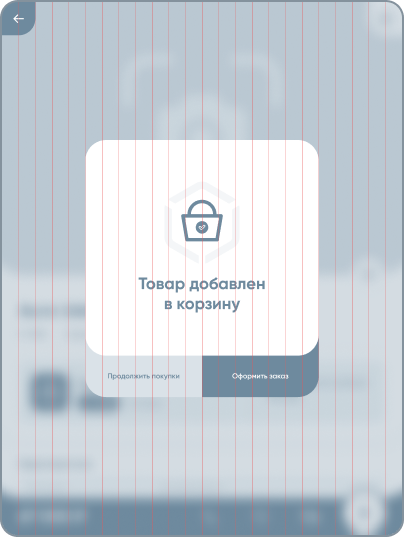 Товар добавлен
в корзину
Продолжить покупки
Оформить заказ